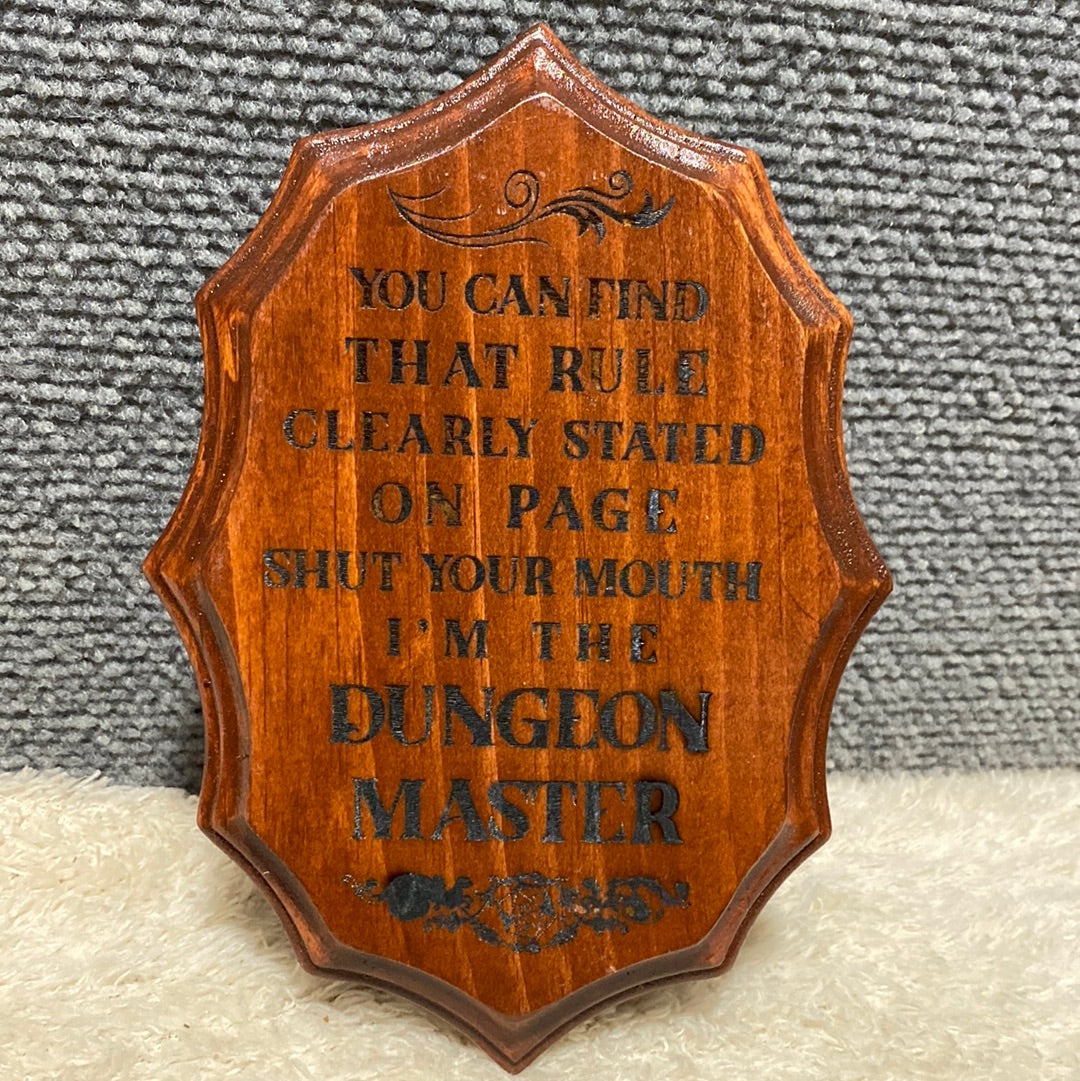 YOU CAN FIND
THAT RULE
CLEARLY STATED
ON PAGE
SHUT YOUR MOUTH
I'M THE
DUNGEON
MASTER